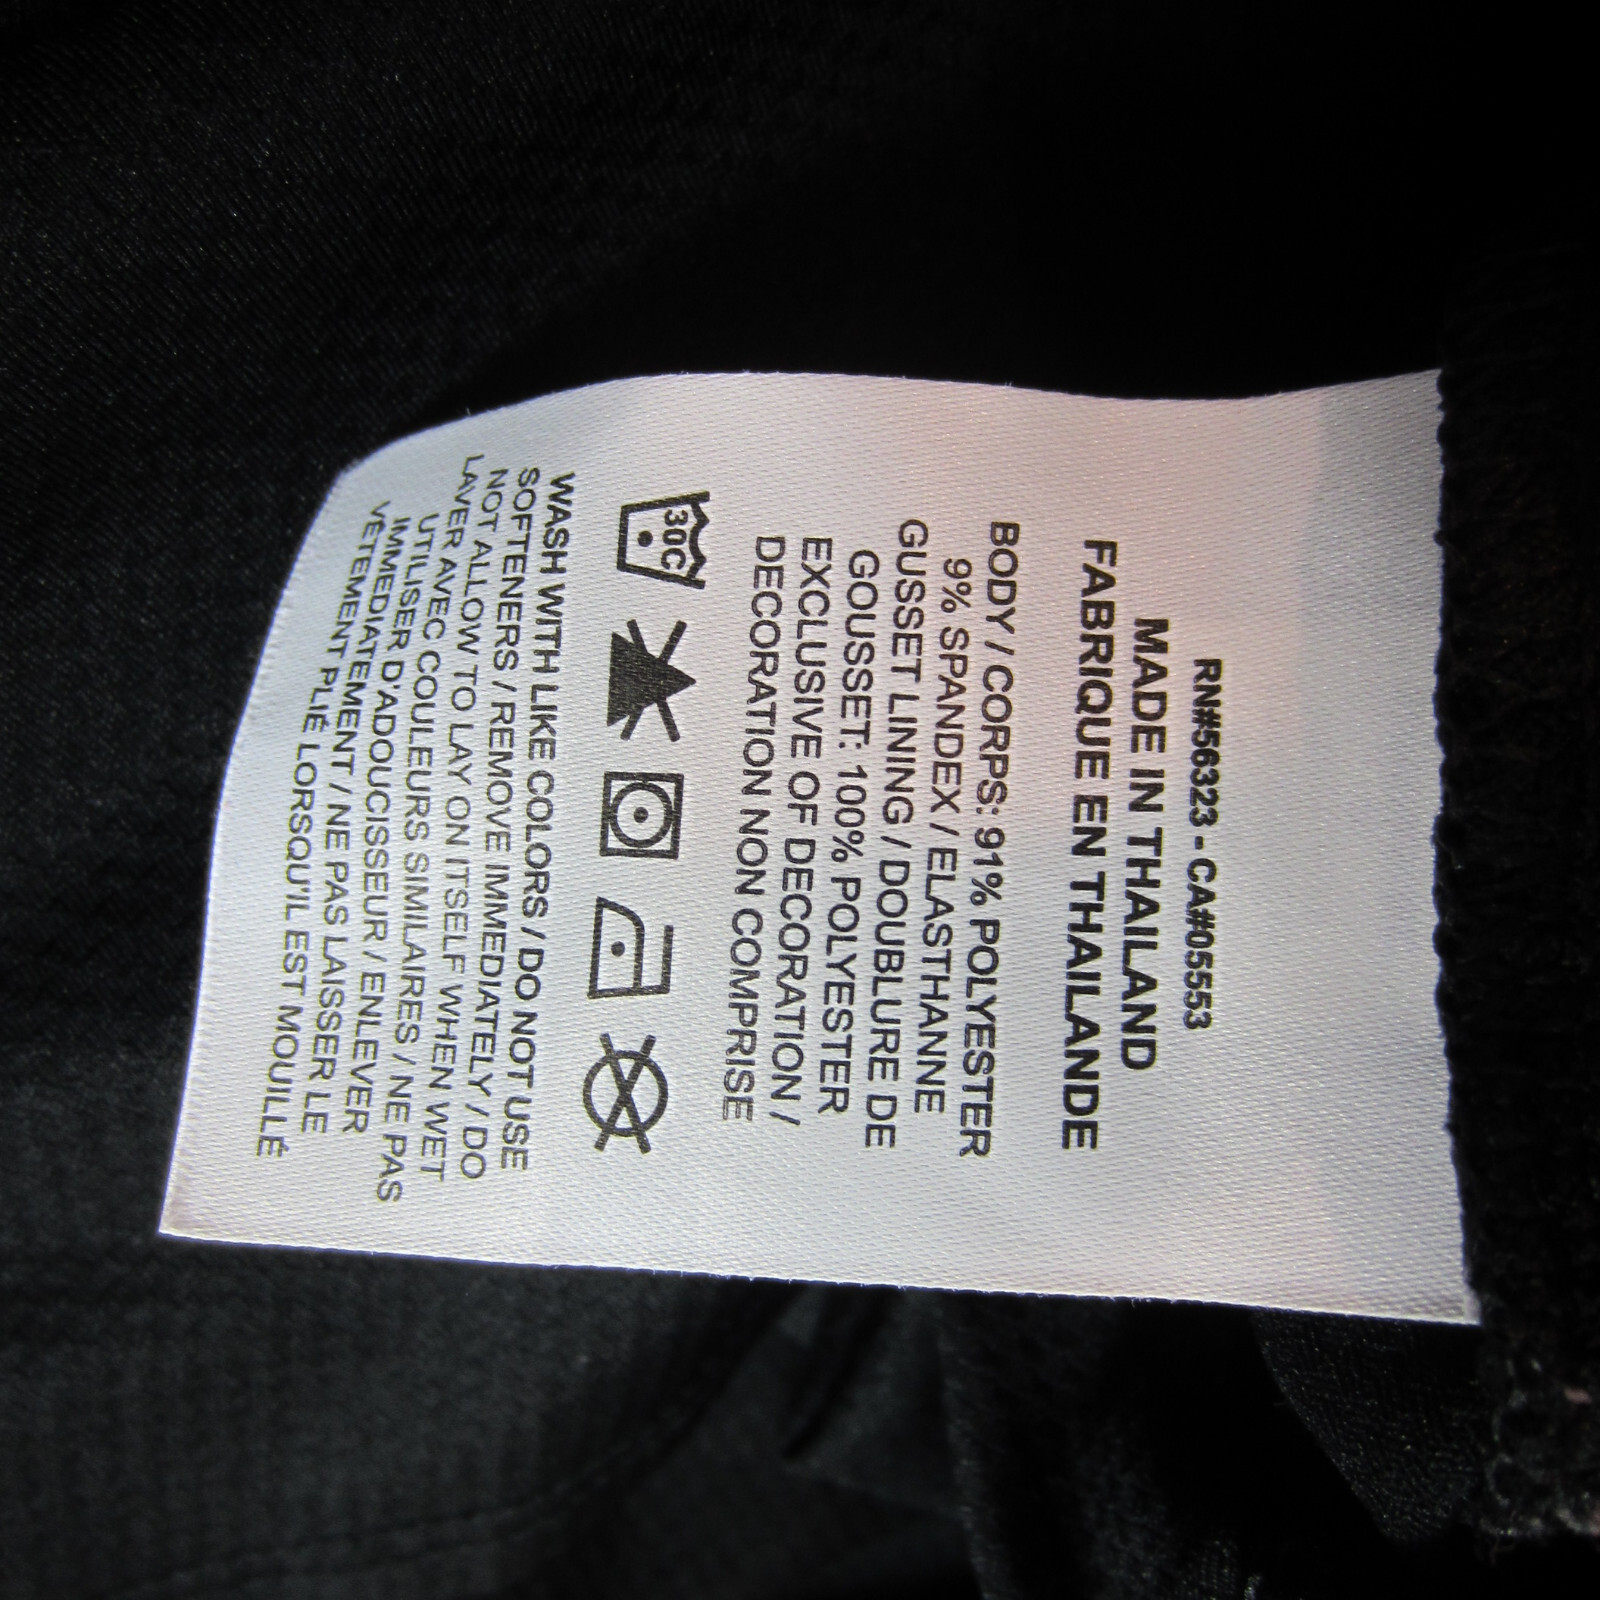 RN#56323 - CA#05553
MADE IN THAILAND
FABRIQUE EN THAILANDE
BODY / CORPS: 91% POLYESTER
9% SPANDEX / ELASTHANNE
GUSSET LINING / DOUBLURE DE
GOUSSET: 100% POLYESTER
EXCLUSIVE OF DECORATION /
DECORATION NON COMPRISE
30C
WASH WITH LIKE COLORS / DO NOT USE
SOFTENERS / REMOVE IMMEDIATELY / DO
NOT ALLOW TO LAY ON ITSELF WHEN WET
LAVER AVEC COULEURS SIMILAIRES / NE PAS
UTILISER D'ADOUCISSEUR / ENLEVER
IMMEDIATEMENT / NE PAS LAISSER LE
VÊTEMENT PLIÉ LORSQU'IL EST MOUILLÉ